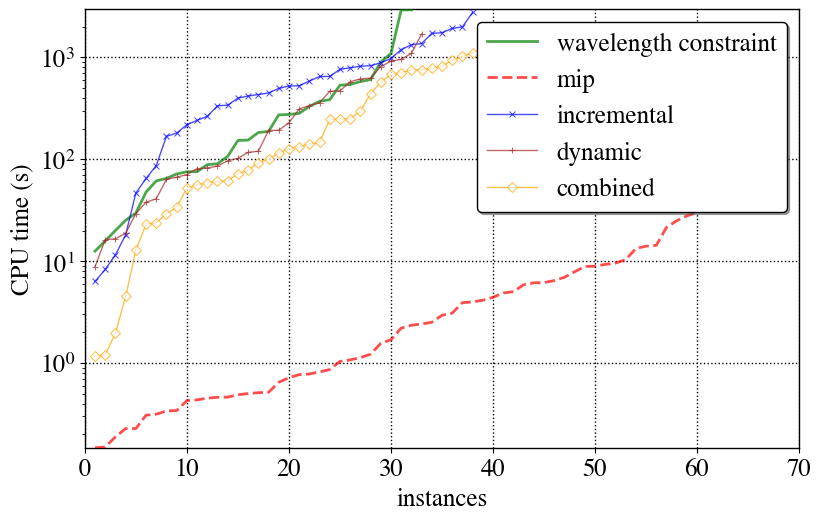 10³
10²
10¹
10⁰
CPU time (s)
0 10 20 30 40 50 60 70
instances
wavelength constraint
mip
incremental
dynamic
combined